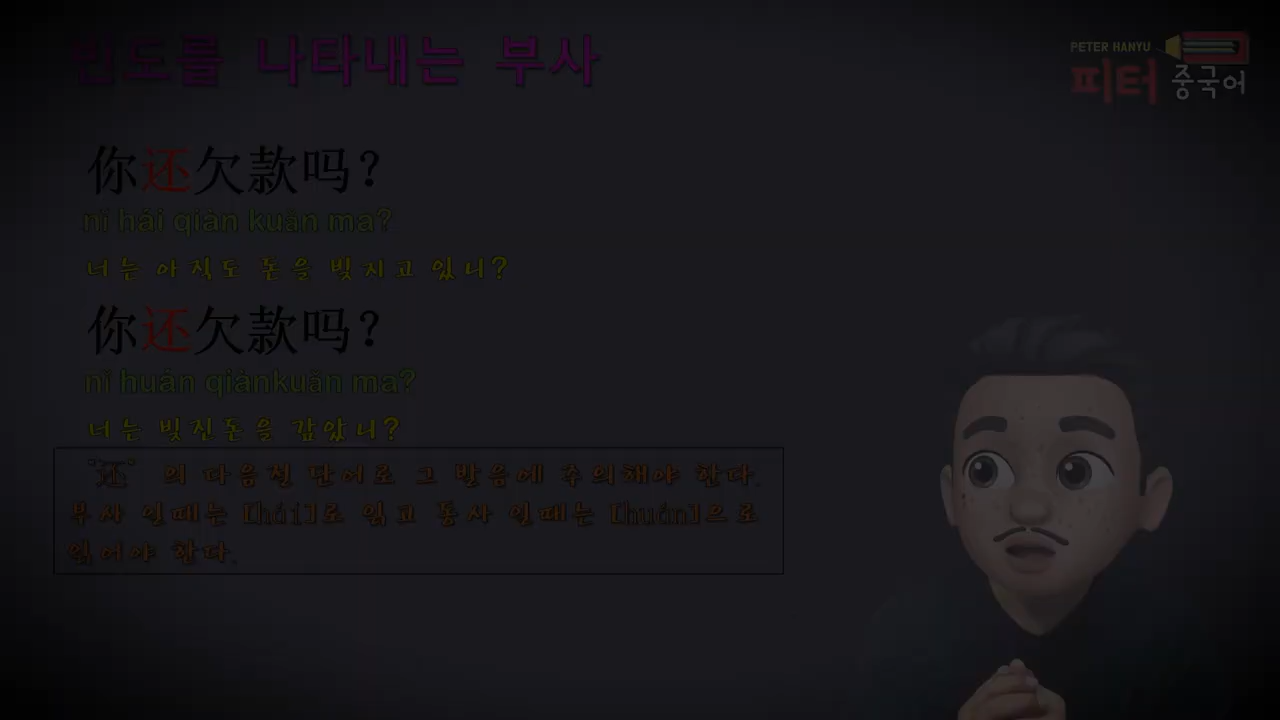 빈도를 나타내는 부사
PETER HANYU
피터 중국어
你还欠款吗?
nǐ hái qiàn kuǎn ma?
너는 아직도 돈을 빚지고 있니?
你还欠款吗?
nǐ huán qiànkuǎn ma?
너는 빚진돈을 갚았니?
"还" 의 다음절 단어로 그 발음에 주의해야 한다.
부사 일때는 [hái]로 읽고 동사 일때는 [huán]으로
읽어야 한다.